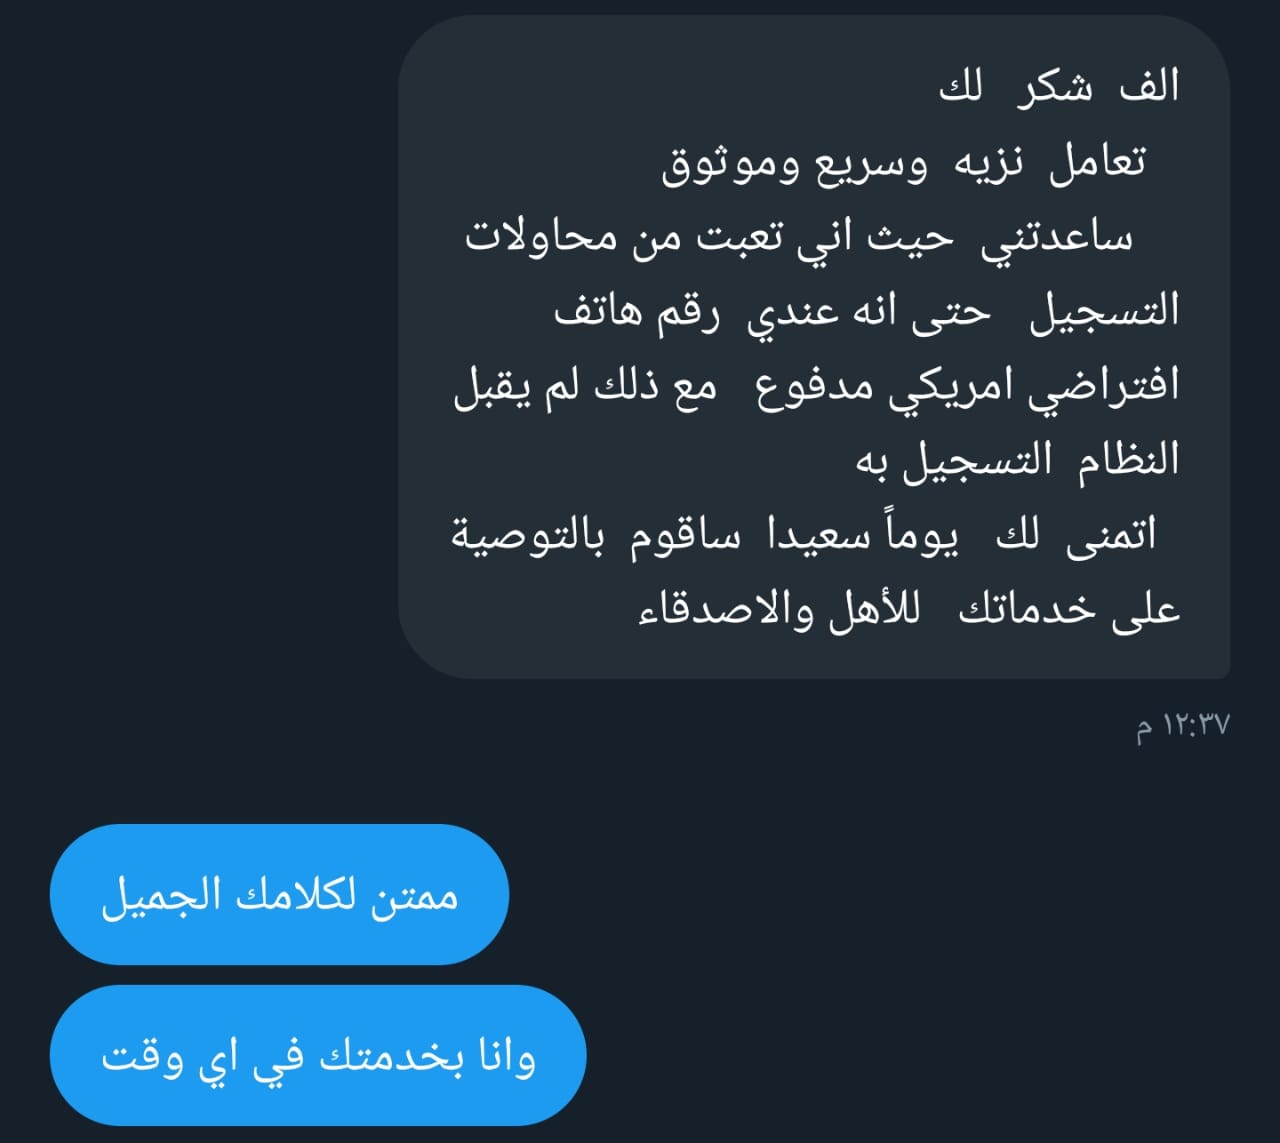 الف شكر لك
تعامل نزيه وسريع وموثوق
ساعدتني حيث اني تعبت من محاولات
التسجيل حتى انه عندي رقم هاتف
افتراضي امريكي مدفوع مع ذلك لم يقبل
النظام التسجيل به
اتمنى لك يوماً سعيدا ساقوم بالتوصية
على خدماتك للأهل والاصدقاء
١٢:٣٧ م
ممتن لكلامك الجميل
وانا بخدمتك في اي وقت